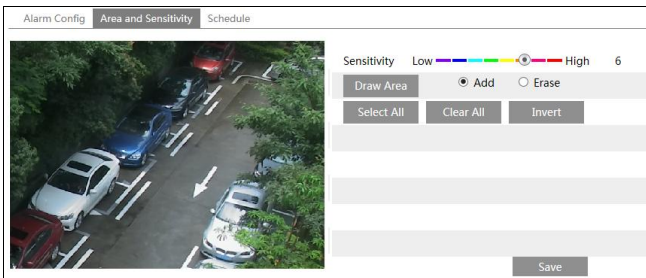 Alarm Config Area and Sensitivity Schedule
Sensitivity Low High 6
Draw Area Add Erase
Select All Clear All Invert
Save